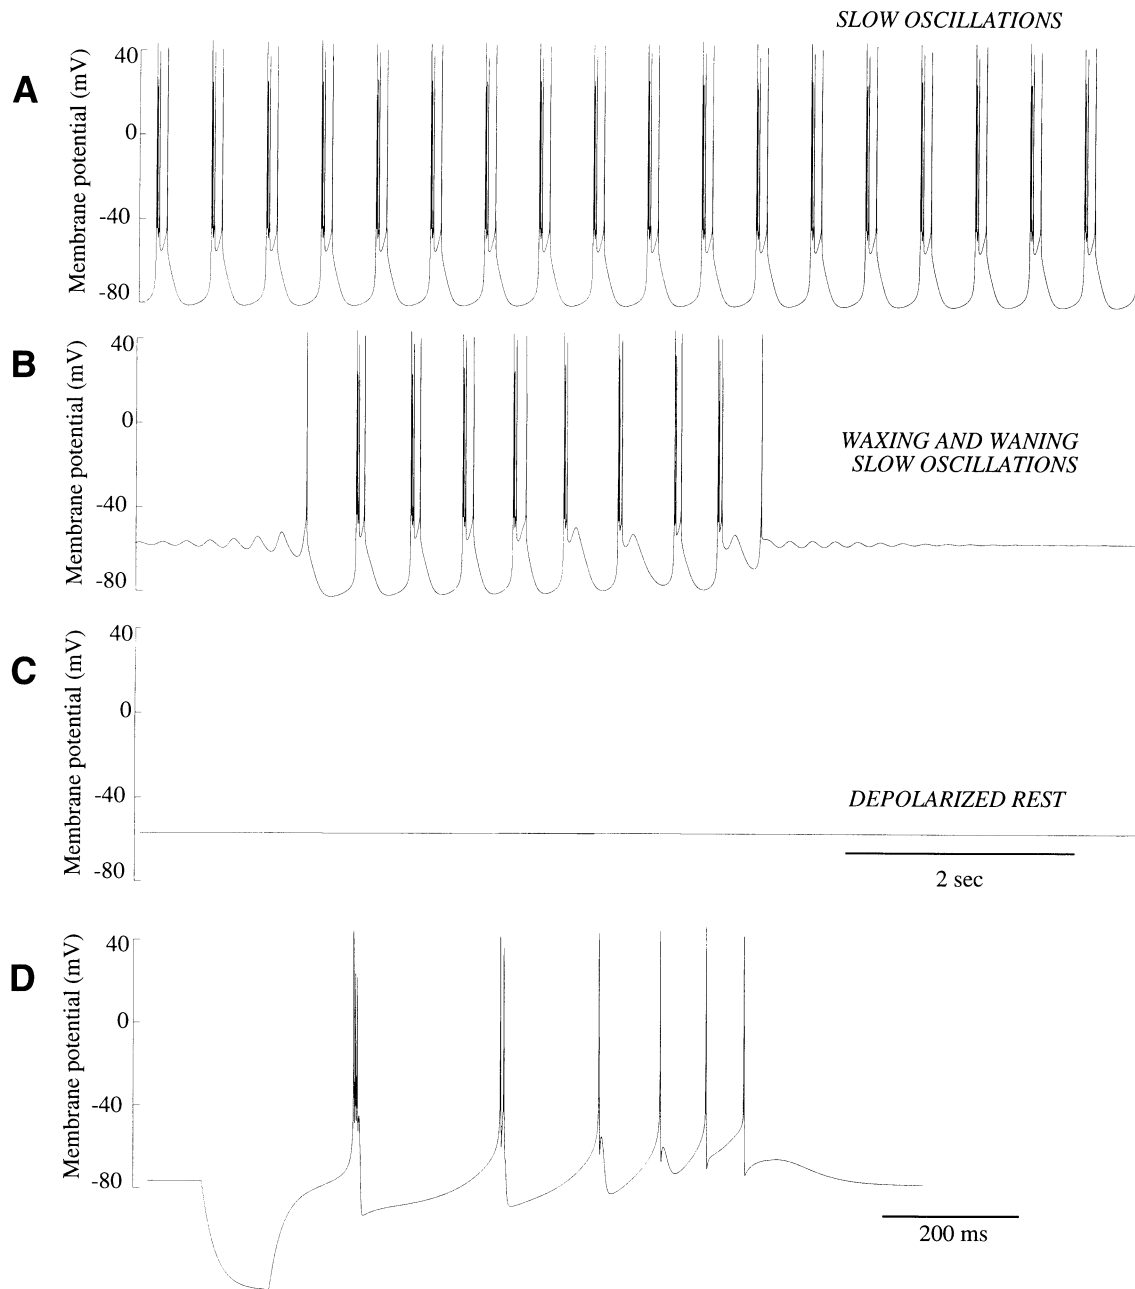 SLOW OSCILLATIONS
A
Membrane potential (mV)
40
0
-40
-80
B
Membrane potential (mV)
40
0
-40
-80
WAXING AND WANING
SLOW OSCILLATIONS
C
Membrane potential (mV)
40
0
-40
-80
DEPOLARIZED REST
2 sec
D
Membrane potential (mV)
40
0
-40
-80
200 ms